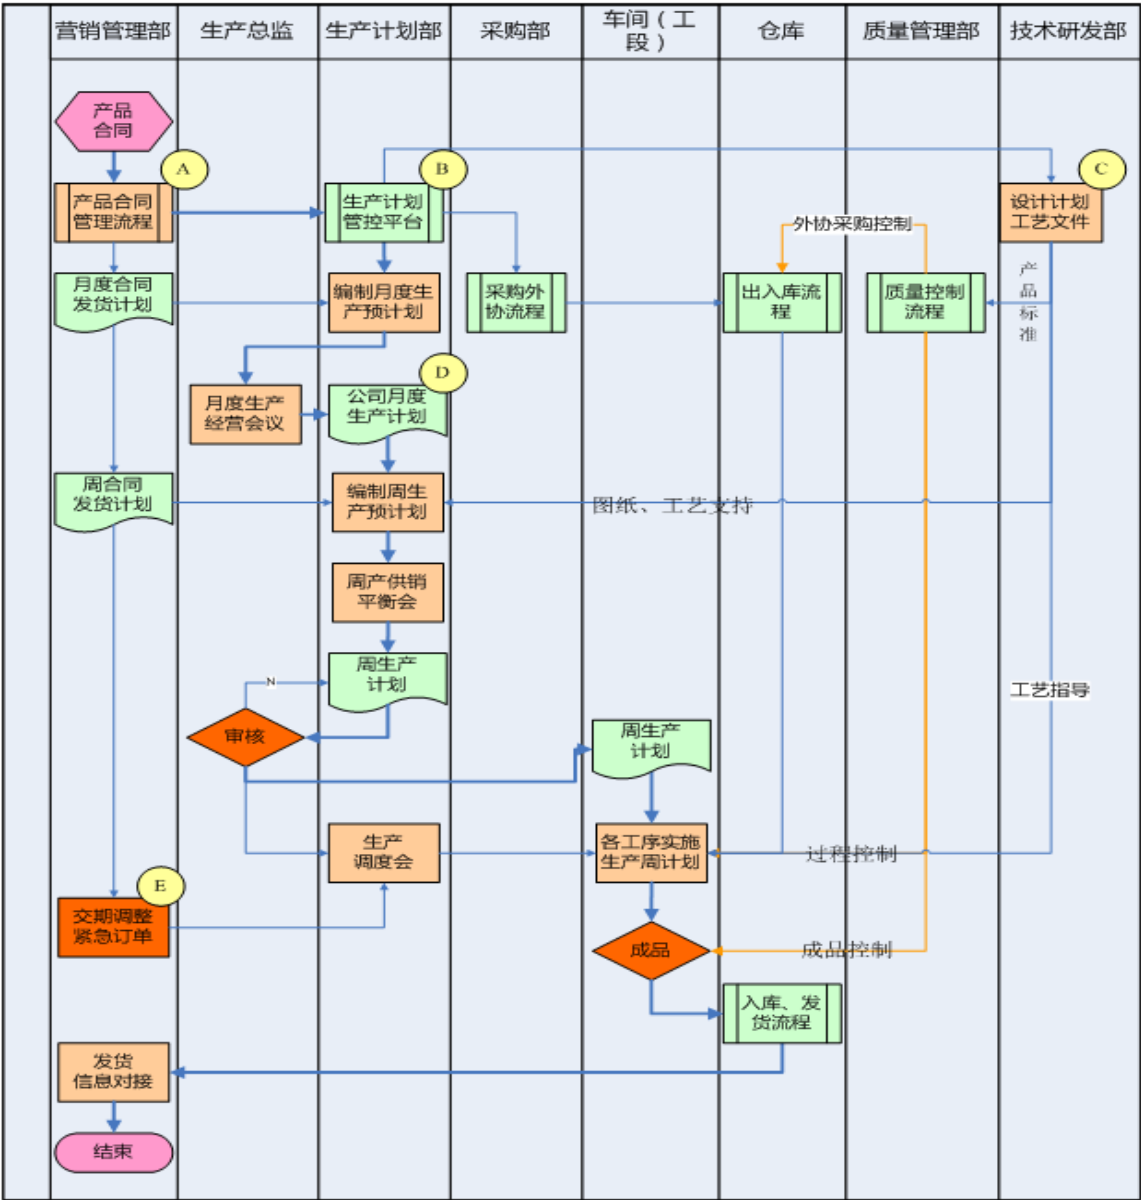 营销管理部
生产总监
生产计划部
采购部
车间（工
段）
仓库
质量管理部
技术研发部
产品
合同
A
B
C
产品合同
管理流程
生产计划
管控平台
设计计划
工艺文件
外协采购控制
月度合同
发货计划
编制月度生
产预计划
采购外
协流程
出入库流
程
质量控制
流程
产
品
标
准
D
月度生产
经营会议
公司月度
生产计划
周合同
发货计划
编制周生
产预计划
图纸、工艺支持
周产供销
平衡会
周生产
计划
N
工艺指导
审核
周生产
计划
生产
调度会
各工序实施
生产周计划
过程控制
E
交期调整
紧急订单
成品
成品控制
入库、发
货流程
发货
信息对接
结束